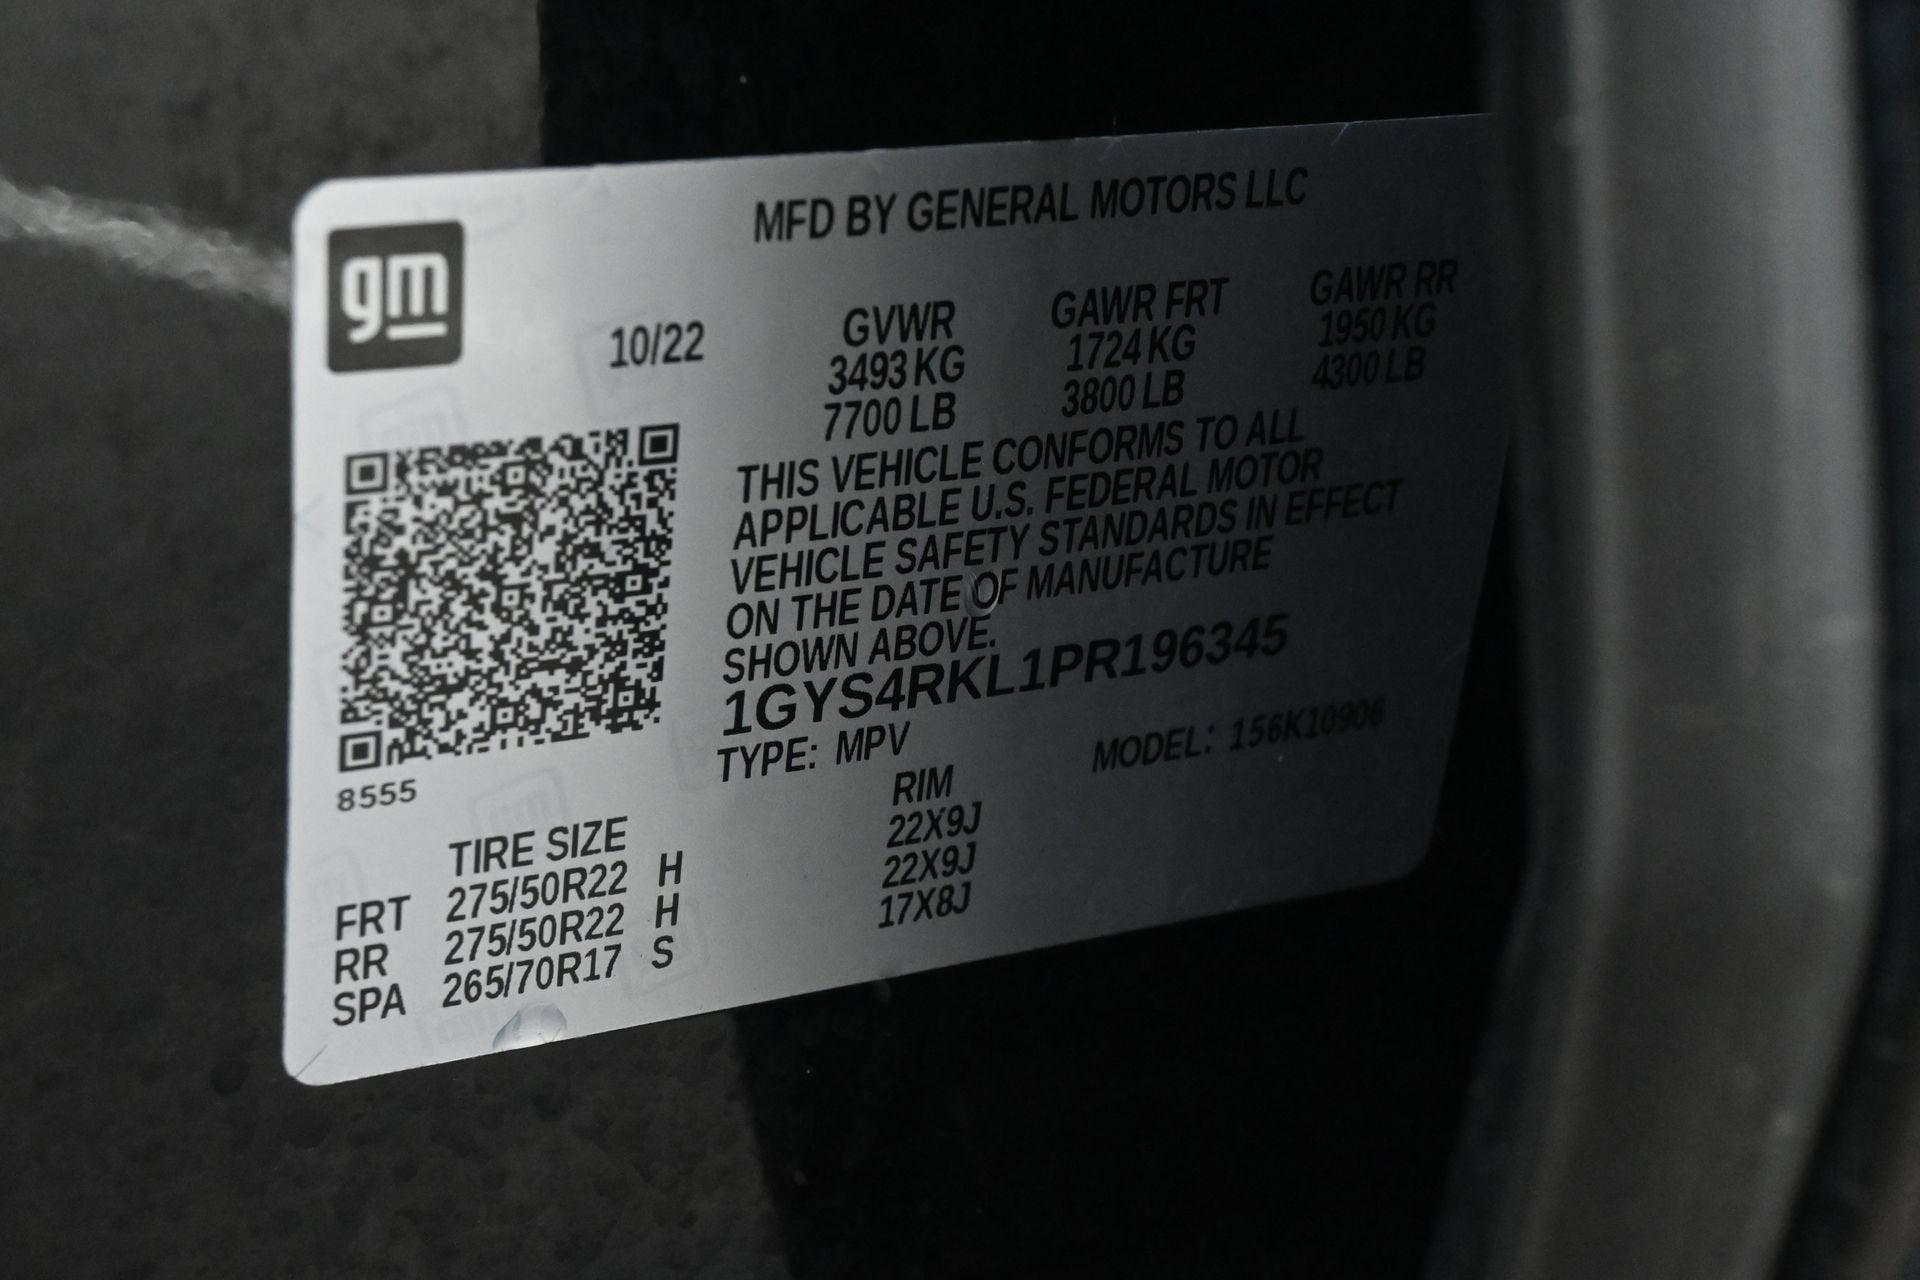 MFD BY GENERAL MOTORS LLC
gm
10/22 GVWR GAWR FRT GAWR RR
3493 KG 1724 KG 1950 KG
7700 LB 3800 LB 4300 LB
THIS VEHICLE CONFORMS TO ALL
APPLICABLE U.S. FEDERAL MOTOR
VEHICLE SAFETY STANDARDS IN EFFECT
ON THE DATE OF MANUFACTURE
SHOWN ABOVE.
1GYS4RKL1PR196345
TYPE: MPV MODEL: 156K10906
8555
TIRE SIZE RIM
FRT 275/50R22 H 22X9J
RR 275/50R22 H 22X9J
SPA 265/70R17 S 17X8J